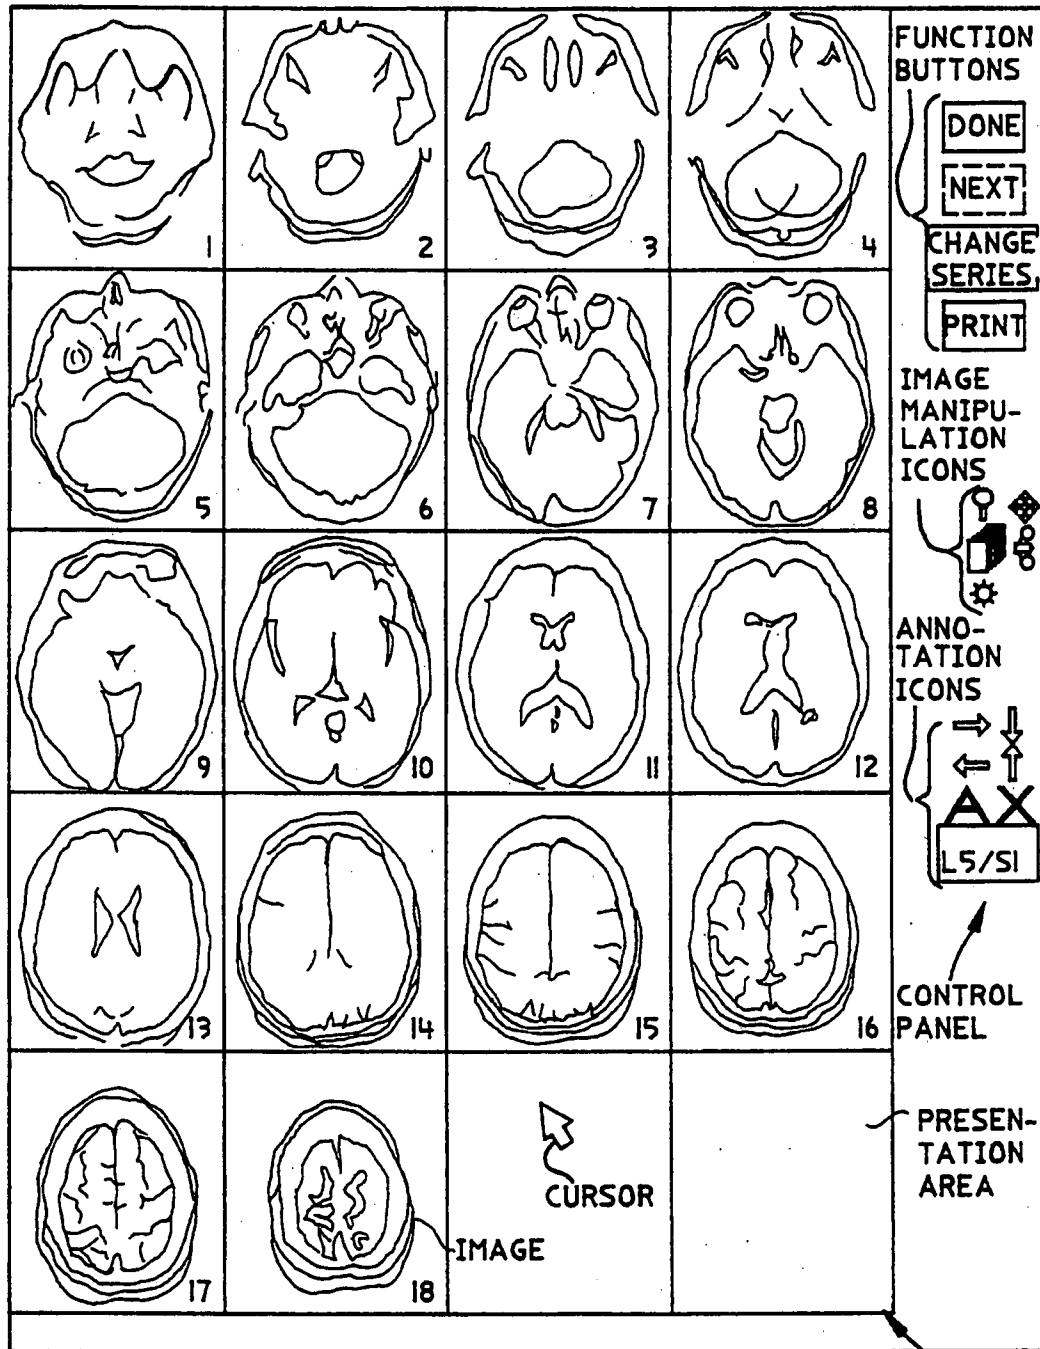 FUNCTION
BUTTONS
DONE
NEXT
CHANGE
SERIES
PRINT
1
2
3
4
5
6
7
8
IMAGE
MANIPU-
LATION
ICONS
9
10
11
12
ANNO-
TATION
ICONS
A X
L5/S1
13
14
15
16
CONTROL
PANEL
17
18
CURSOR
IMAGE
PRESEN-
TATION
AREA